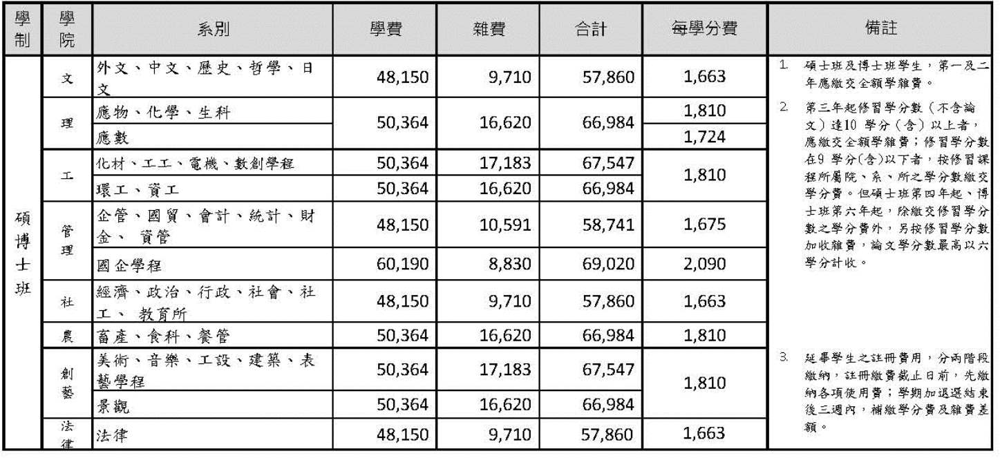 學制 學院 系別 學費 雜費 合計 每學分費 備註
碩博士班
文 外文、中文、歷史、哲學、日文 48,150 9,710 57,860 1,663
理 應物、化學、生科 50,364 16,620 66,984 1,810
應數 1,724
工 化材、工工、電機、數創學程 50,364 17,183 67,547 1,810
環工、資工 50,364 16,620 66,984
管理 企管、國貿、會計、統計、財金、 資管 48,150 10,591 58,741 1,675
國企學程 60,190 8,830 69,020 2,090
社 經濟、政治、行政、社會、社工、 教育所 48,150 9,710 57,860 1,663
農 畜產、食科、餐管 50,364 16,620 66,984 1,810
創藝 美術、音樂、工設、建築、表藝學程 50,364 17,183 67,547 1,810
景觀 50,364 16,620 66,984
法律 法律 48,150 9,710 57,860 1,663
1. 碩士班及博士班學生，第一及二
年應繳交全額學雜費。
2. 第三年起修習學分數（不含論
文）達10 學分（含）以上者，
應繳交全額學雜費；修習學分數
在9 學分(含)以下者，按修習課
程所屬院、系、所之學分數繳交
學分費。但碩士班第四年起、博
士班第六年起，除繳交修習學分
數之學分費外，另按修習學分數
加收雜費，論文學分數最高以六
學分計收。
3. 延畢學生之註冊費用，分兩階段
繳納，註冊繳費截止日前，先繳
納各項使用費；學期加退選結束
後三週內，補繳學分費及雜費差
額。